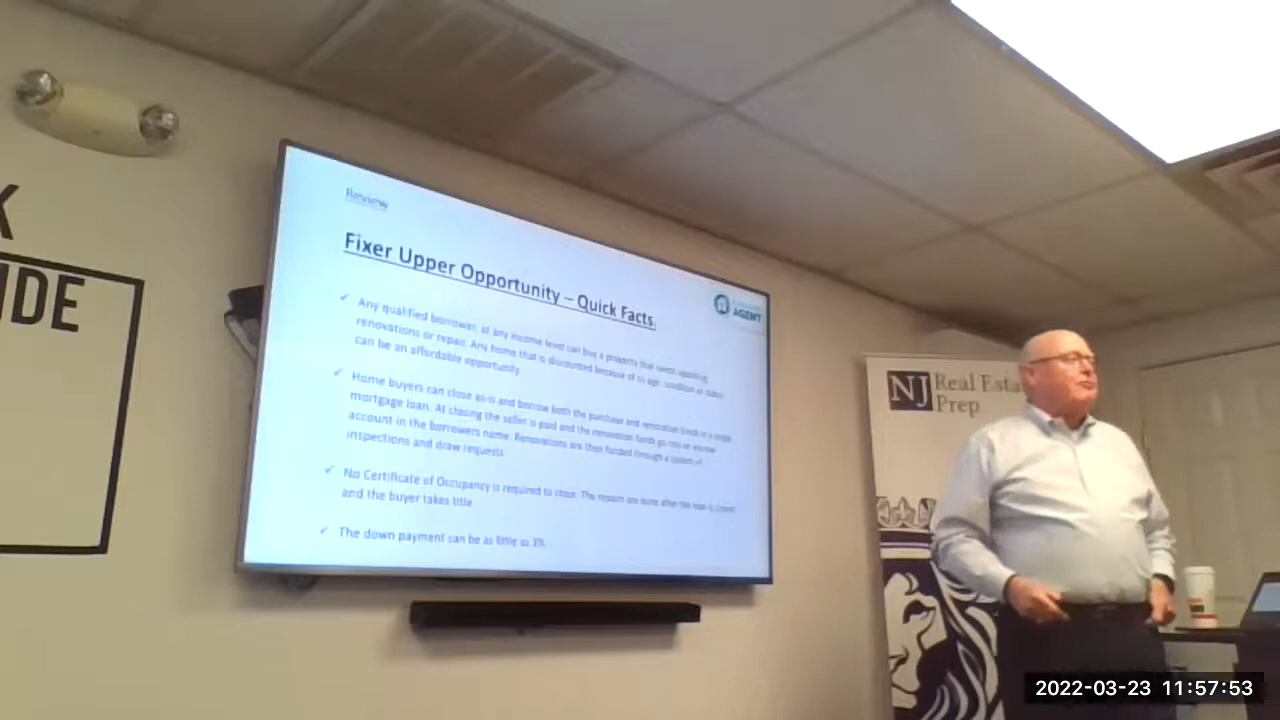 K
IDE
Review
Fixer Upper Opportunity – Quick Facts.
AGENT
Any qualified borrower, at any income level can buy a property that needs updating,
renovations or repair. Any home that is discounted because of its age, condition or status
can be an affordable opportunity.
Home buyers can close as-is and borrow both the purchase and renovation funds in a single
mortgage loan. At closing the seller is paid and the renovation funds go into an escrow
account in the borrowers name. Renovations are then funded through a system of
inspections and draw requests.
No Certificate of Occupancy is required to close. The repairs are done after the loan is closed
and the buyer takes title
The down payment can be as little as 3%
NJ Real Esta
Prep
2022-03-23 11:57:53